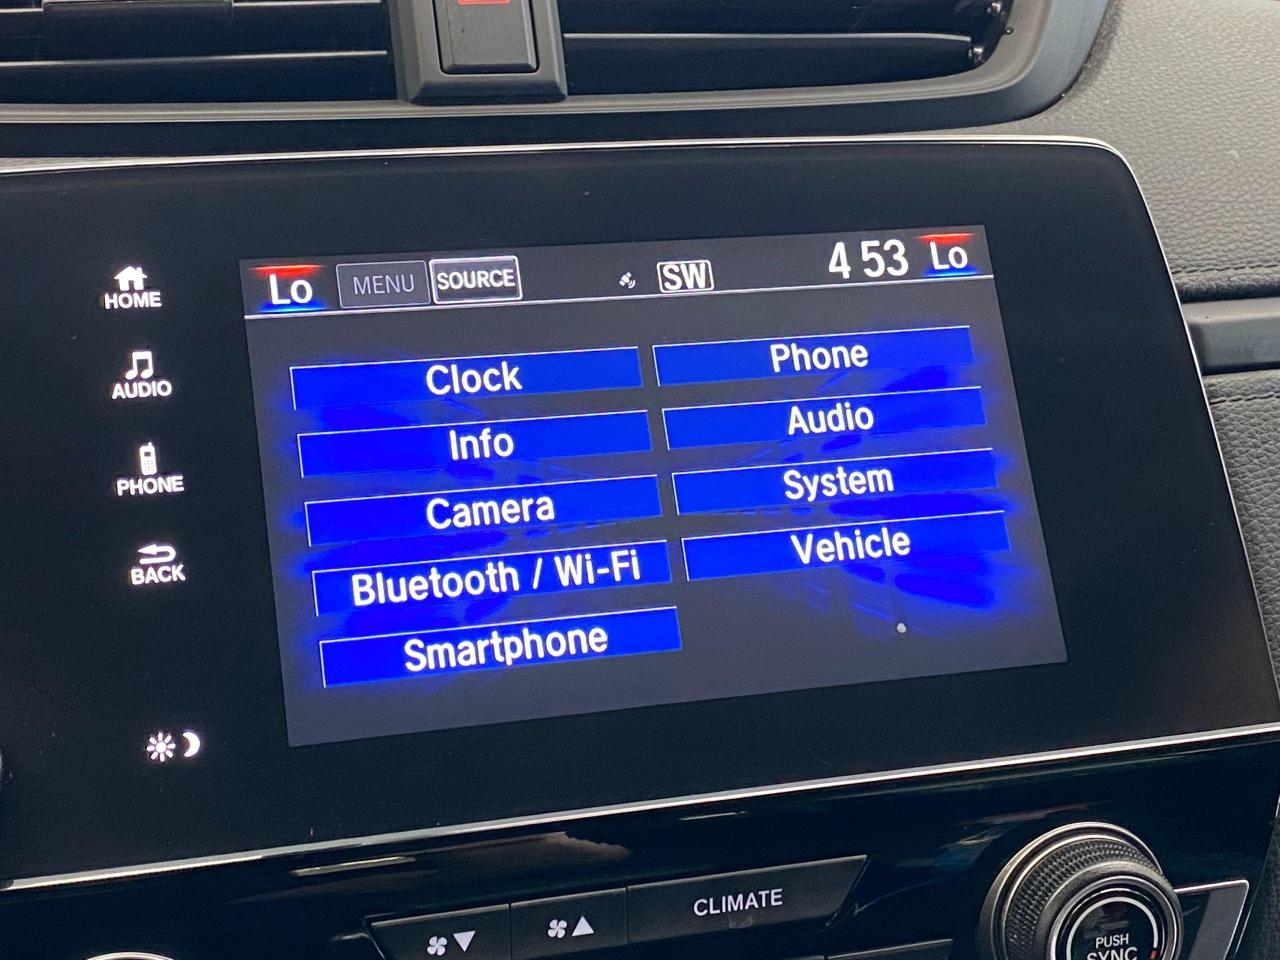 Lo MENU SOURCE SW 4 53 Lo
HOME
AUDIO
PHONE
BACK
Clock Phone
Info Audio
Camera System
Bluetooth / Wi-Fi Vehicle
Smartphone
CLIMATE
PUSH
SYNC